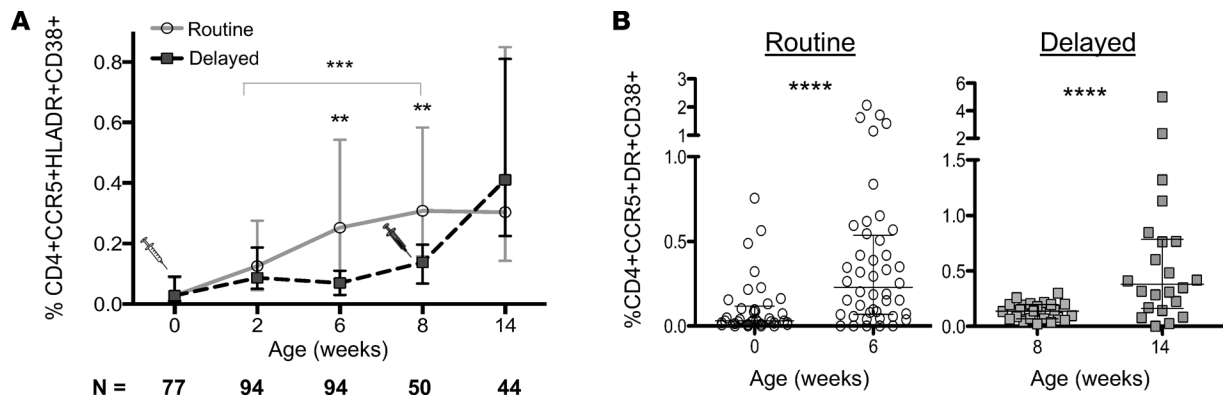 A
% CD4+CCR5+HLADR+CD38+
Routine
Delayed
***
**
**
0.8
0.6
0.4
0.2
0.0
0 2 6 8 14
Age (weeks)
N = 77 94 94 50 44
B
%CD4+CCR5+DR+CD38+
Routine
****
3
2
1
1.0
0.5
0.0
0 6
Age (weeks)
Delayed
****
6
4
2
1.5
1.0
0.5
0.0
8 14
Age (weeks)